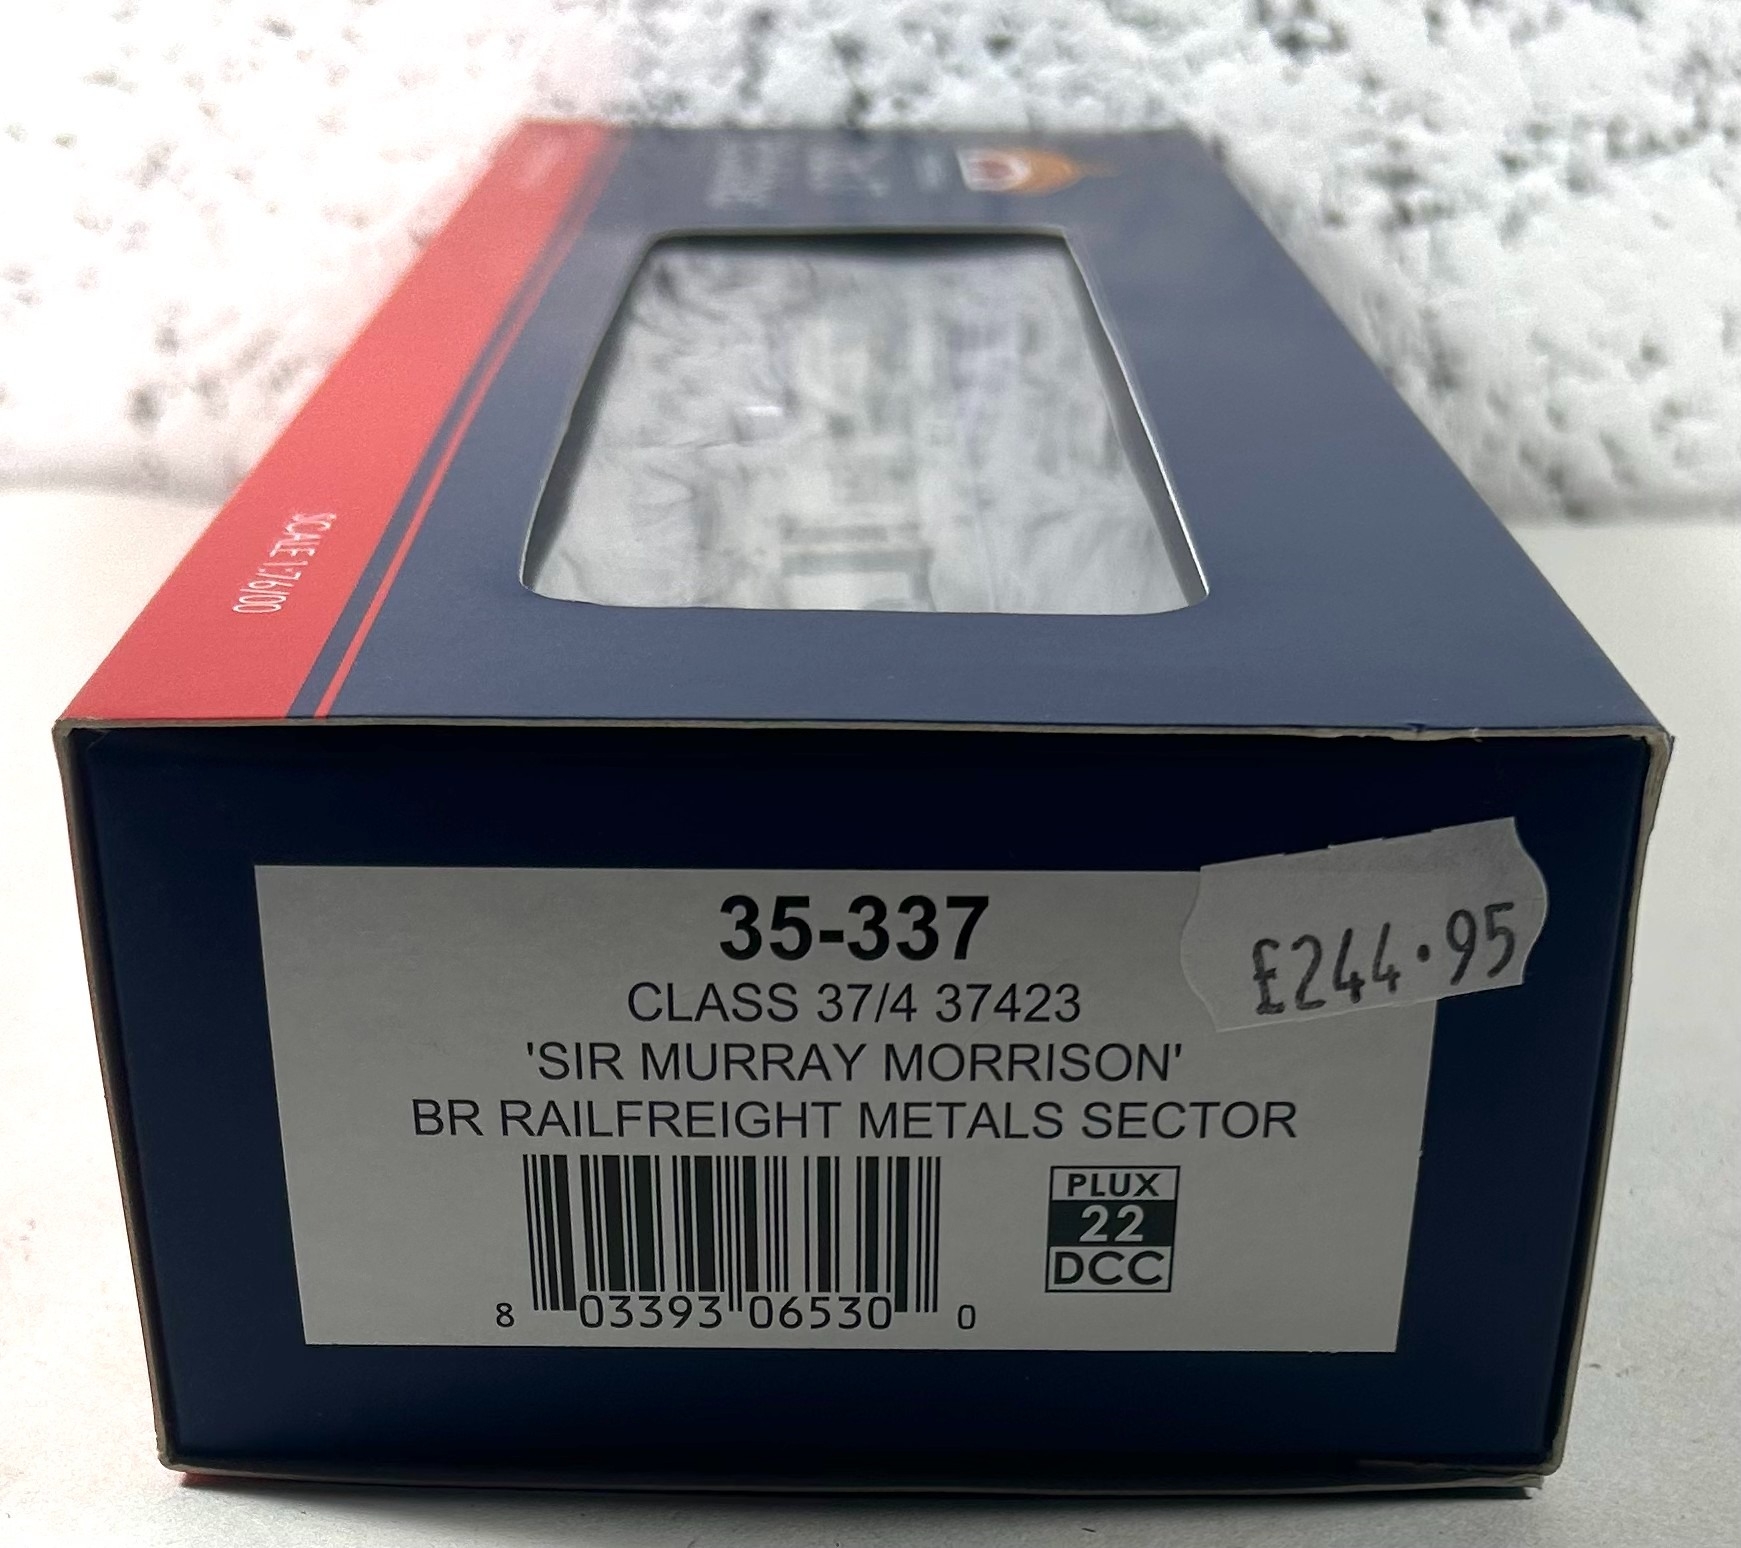 SCALE 1:76/OO
35-337
£244.95
CLASS 37/4 37423
'SIR MURRAY MORRISON'
BR RAILFREIGHT METALS SECTOR
PLUX
22
DCC
8 03393 06530 0